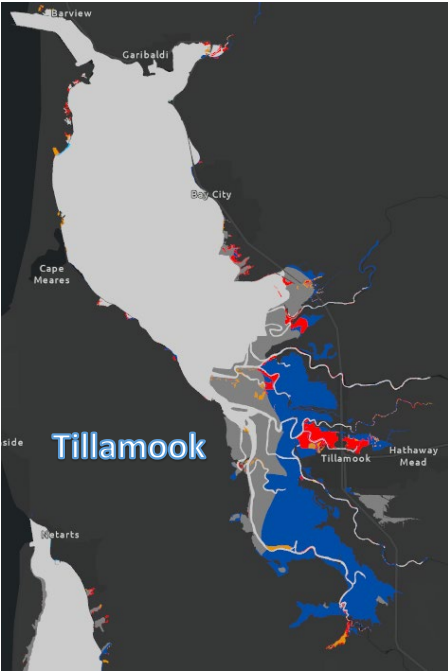 Barview
Garibaldi
Bay City
Cape
Meares
side
Tillamook
Tillamook
Hathaway
Mead
Netarts